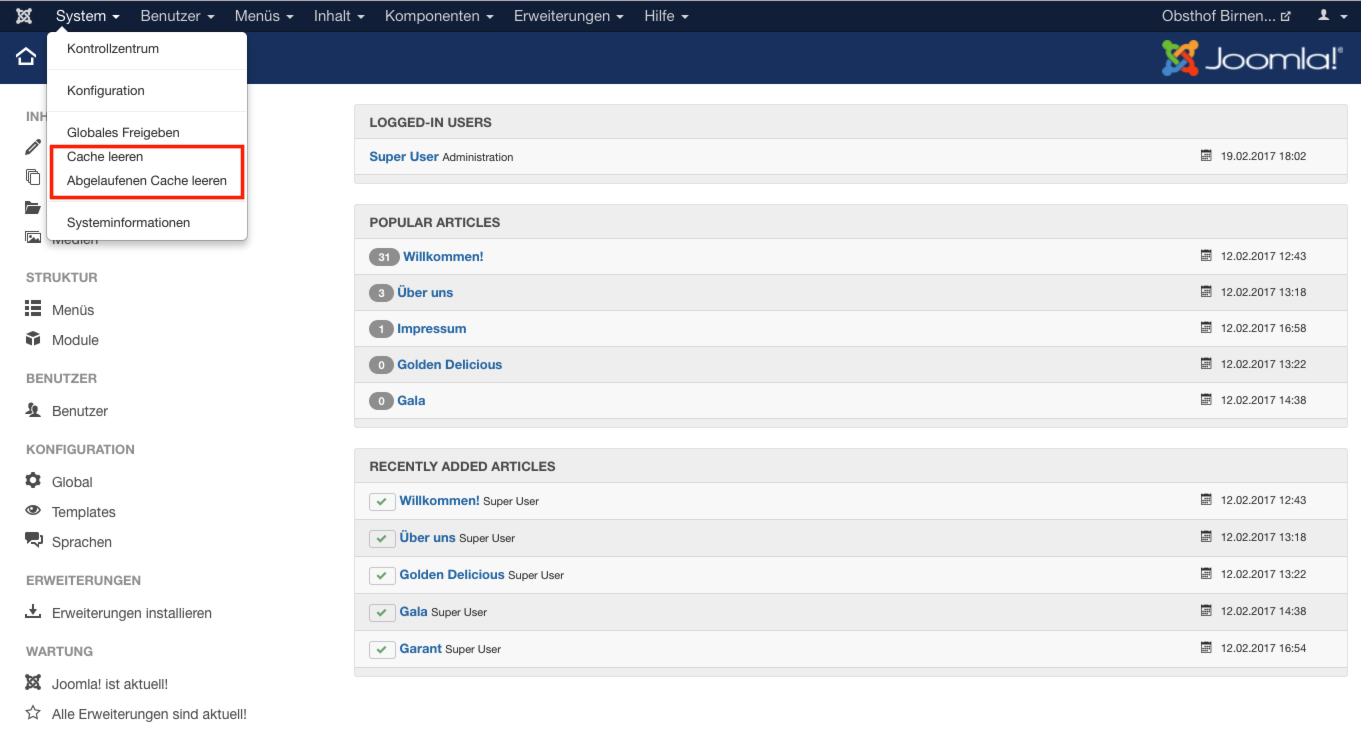 System Benutzer Menüs Inhalt Komponenten Erweiterungen Hilfe Obsthof Birnen...
Joomla!®
Kontrollzentrum
Konfiguration
Globales Freigeben
Cache leeren
Abgelaufenen Cache leeren
Systeminformationen
INH
Medien
STRUKTUR
Menüs
Module
BENUTZER
Benutzer
KONFIGURATION
Global
Templates
Sprachen
ERWEITERUNGEN
Erweiterungen installieren
WARTUNG
Joomla! ist aktuell!
Alle Erweiterungen sind aktuell!
LOGGED-IN USERS
Super User Administration 19.02.2017 18:02
POPULAR ARTICLES
31 Willkommen! 12.02.2017 12:43
3 Über uns 12.02.2017 13:18
1 Impressum 12.02.2017 16:58
0 Golden Delicious 12.02.2017 13:22
0 Gala 12.02.2017 14:38
RECENTLY ADDED ARTICLES
Willkommen! Super User 12.02.2017 12:43
Über uns Super User 12.02.2017 13:18
Golden Delicious Super User 12.02.2017 13:22
Gala Super User 12.02.2017 14:38
Garant Super User 12.02.2017 16:54